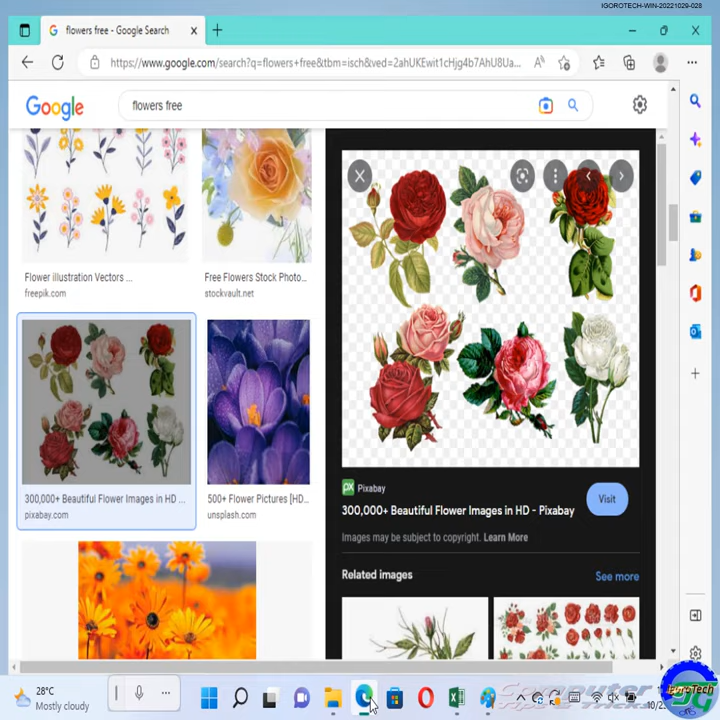 IGOROTECH-WIN-20221029-028
flowers free - Google Search
https://www.google.com/search?q=flowers+free&tbm=isch&ved=2ahUKEwit1cHjg4b7AhU8Ua...
Google
flowers free
Flower illustration Vectors ...
freepik.com
Free Flowers Stock Photo...
stockvault.net
300,000+ Beautiful Flower Images in HD ...
pixabay.com
500+ Flower Pictures [HD...
unsplash.com
px Pixabay
300,000+ Beautiful Flower Images in HD - Pixabay
Visit
Images may be subject to copyright. Learn More
Related images
See more
28°C
Mostly cloudy